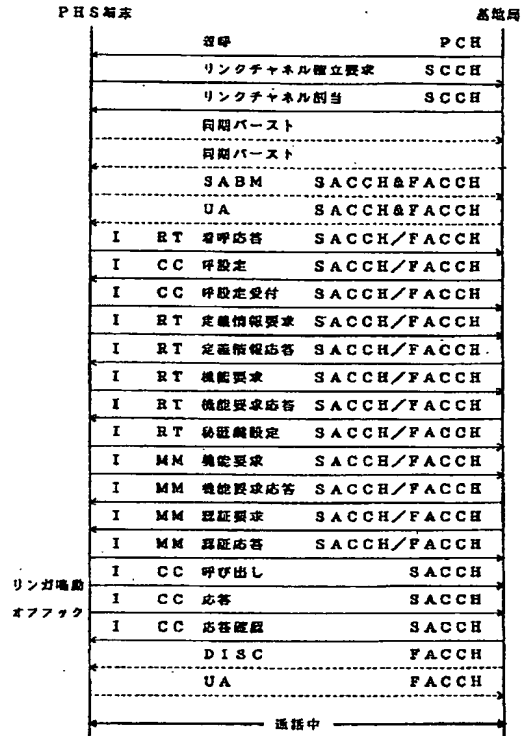 PHS端末 基地局
着呼 PCH
リンクチャネル確立要求 SCCH
リンクチャネル割当 SCCH
同期バースト
同期バースト
SABM SACCH&FACCH
UA SACCH&FACCH
I RT 着呼応答 SACCH/FACCH
I CC 呼設定 SACCH/FACCH
I CC 呼設定受付 SACCH/FACCH
I RT 定義情報要求 SACCH/FACCH
I RT 定義情報応答 SACCH/FACCH
I RT 機能要求 SACCH/FACCH
I RT 機能要求応答 SACCH/FACCH
I RT 秘匿鍵設定 SACCH/FACCH
I MM 機能要求 SACCH/FACCH
I MM 機能要求応答 SACCH/FACCH
I MM 認証要求 SACCH/FACCH
I MM 認証応答 SACCH/FACCH
I CC 呼び出し SACCH
リンガ鳴動
I CC 応答 SACCH
オフフック
I CC 応答確認 SACCH
DISC FACCH
UA FACCH
通話中